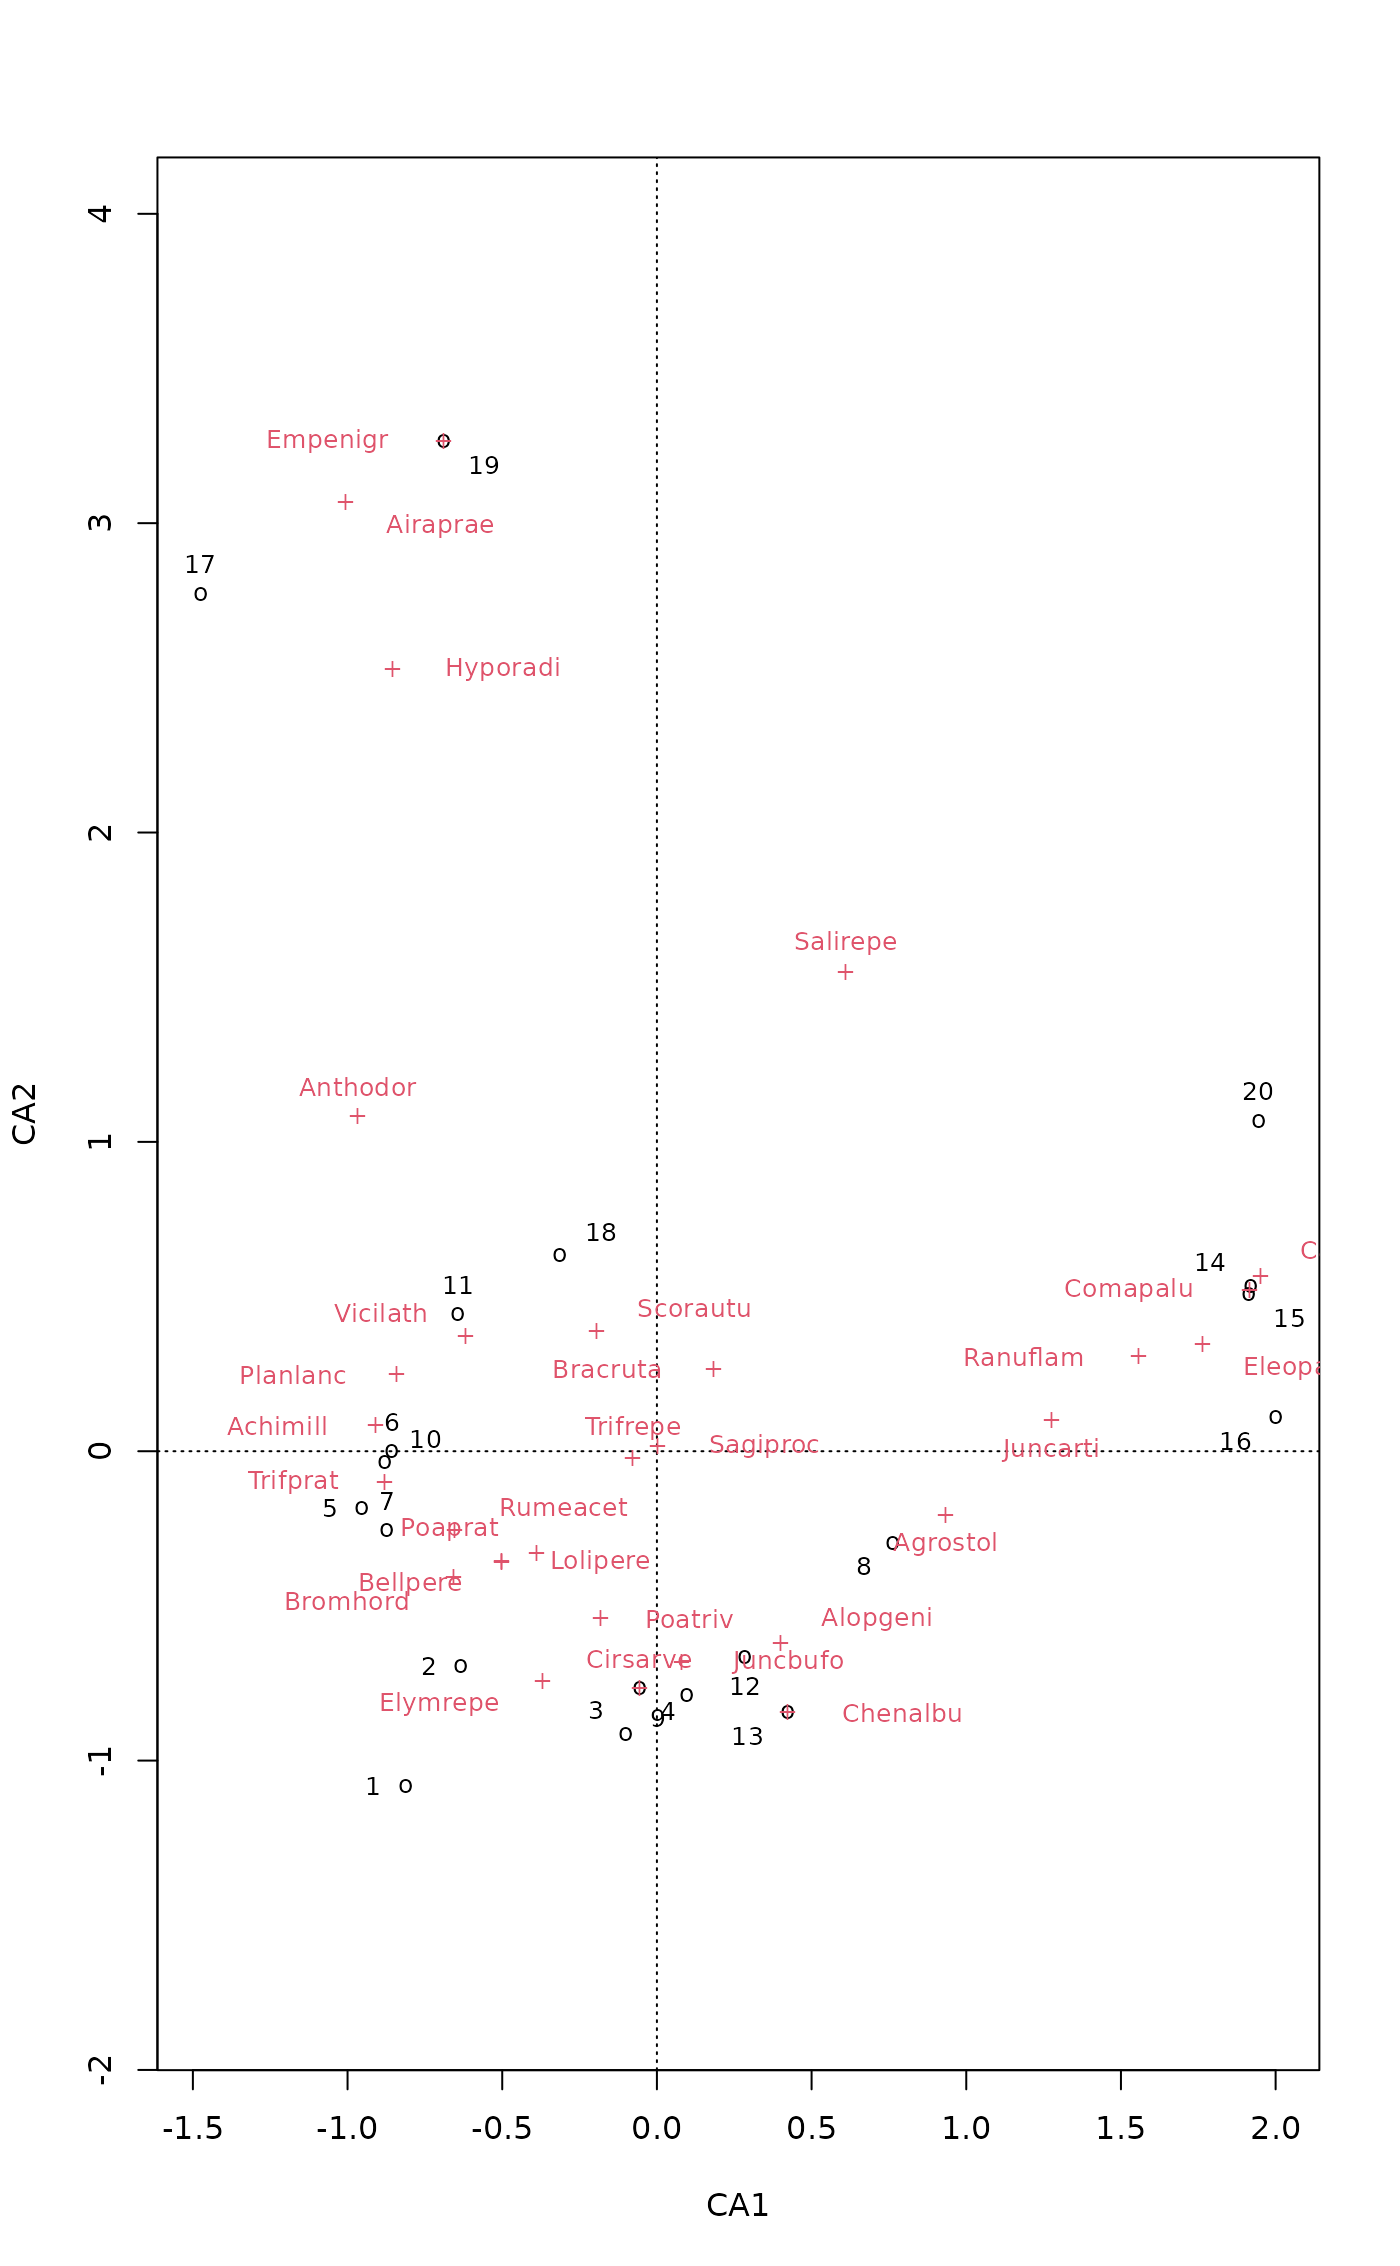 4
Empenigr
19
Airaprae
3
17
Hyporadi
2
Salirepe
Anthodor
20
CA2
1
18
C
14
11
Comapalu
Scorautu
Vicilath
15
Ranuflam
Eleopa
Bracruta
Planlanc
6
Achimill
Trifrepe
10
Sagiproc
16
Juncarti
0
Trifprat
7
5
Rumeacet
Poaprat
Agrostol
Lolipere
8
Bellpere
Bromhord
Poatriv
Alopgeni
Cirsarve
Juncbufo
2
12
Elymrepe
3
4
9
Chenalbu
13
-1
1
-2
-1.5 -1.0 -0.5 0.0 0.5 1.0 1.5 2.0
CA1